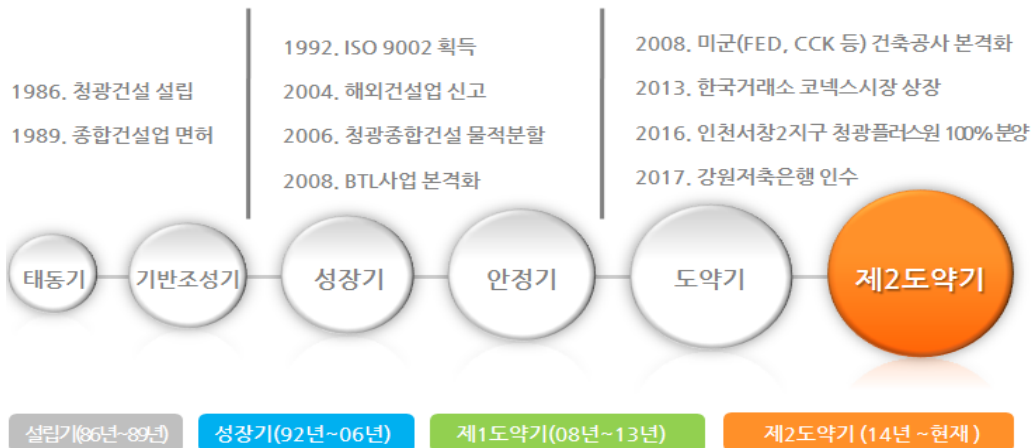 1986. 청광건설 설립
1989. 종합건설업 면허
1992. ISO 9002 획득
2004. 해외건설업 신고
2006. 청광종합건설 물적분할
2008. BTL사업 본격화
2008. 미군(FED, CCK 등) 건축공사 본격화
2013. 한국거래소 코넥스시장 상장
2016. 인천서창2지구 청광플러스원 100% 분양
2017. 강원저축은행 인수
태동기
기반조성기
성장기
안정기
도약기
제2도약기
설립기(86년~89년)
성장기(92년~06년)
제1도약기(08년~13년)
제2도약기 (14년 ~현재 )